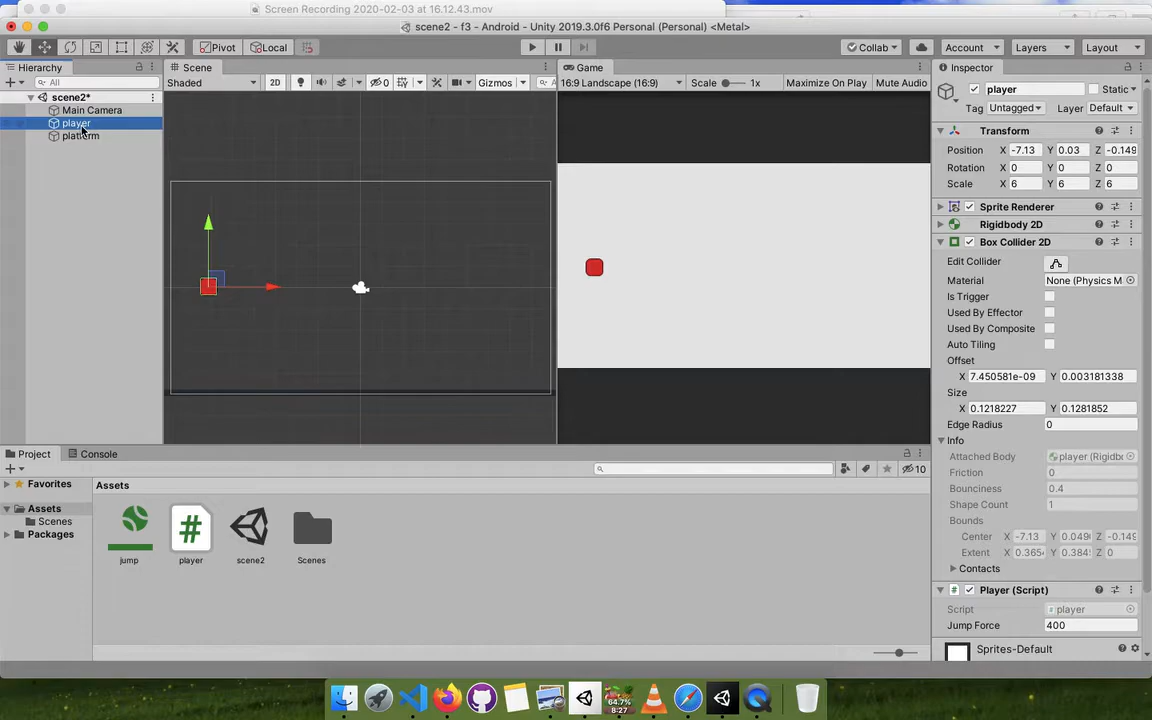 Screen Recording 2020-02-03 at 16.12.43.mov
scene2 - f3 - Android - Unity 2019.3.0f6 Personal (Personal) <Metal>
Pivot Local Collab Account Layers Layout
Hierarchy
All
scene2*
Main Camera
player
platform
Scene
Shaded 2D 0 Gizmos A
Game
16:9 Landscape (16:9) Scale 1x Maximize On Play Mute Audio
Inspector
player Static
Tag Untagged Layer Default
Transform
Position X -7.13 Y 0.03 Z -0.149
Rotation X 0 Y 0 Z 0
Scale X 6 Y 6 Z 6
Sprite Renderer
Rigidbody 2D
Box Collider 2D
Edit Collider
Material None (Physics M
Is Trigger
Used By Effector
Used By Composite
Auto Tiling
Offset
X 7.450581e-09 Y 0.003181338
Size
X 0.1218227 Y 0.1281852
Edge Radius 0
Info
Attached Body player (Rigidb
Friction 0
Bounciness 0.4
Shape Count 1
Bounds
Center X -7.13 Y 0.049 Z -0.149
Extent X 0.365 Y 0.384 Z 0
Contacts
Player (Script)
Script player
Jump Force 400
Sprites-Default
Project Console
10
Favorites
Assets
Scenes
Packages
Assets
jump player scene2 Scenes
64.7%
8:27